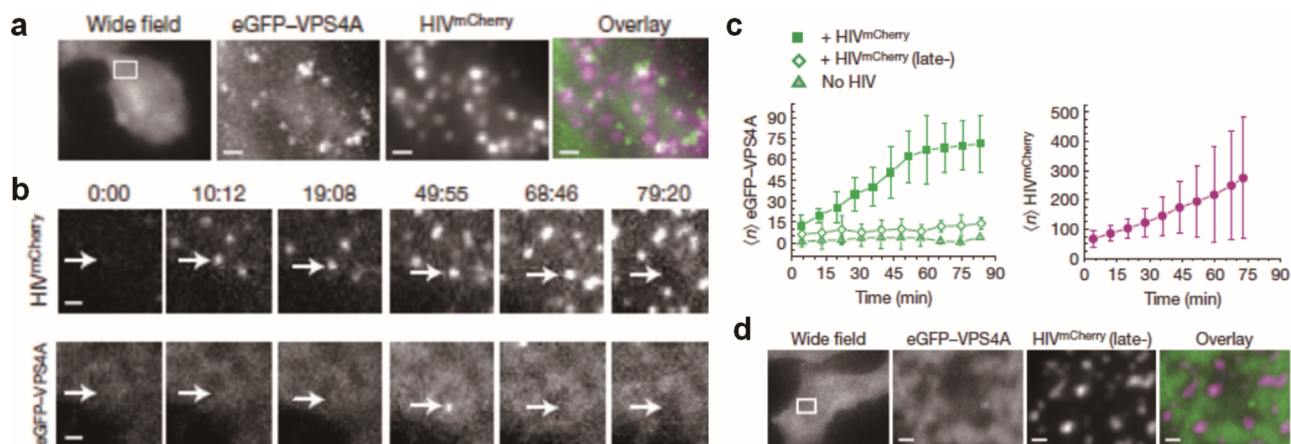 a
Wide field
eGFP–VPS4A
HIVmCherry
Overlay
b
0:00
10:12
19:08
49:55
68:46
79:20
HIVmCherry
eGFP–VPS4A
c
+ HIVmCherry
+ HIVmCherry (late-)
No HIV
⟨n⟩ eGFP–VPS4A
90
75
60
45
30
15
0
0 15 30 45 60 75 90
Time (min)
⟨n⟩ HIVmCherry
500
400
300
200
100
0
0 15 30 45 60 75 90
Time (min)
d
Wide field
eGFP–VPS4A
HIVmCherry (late-)
Overlay